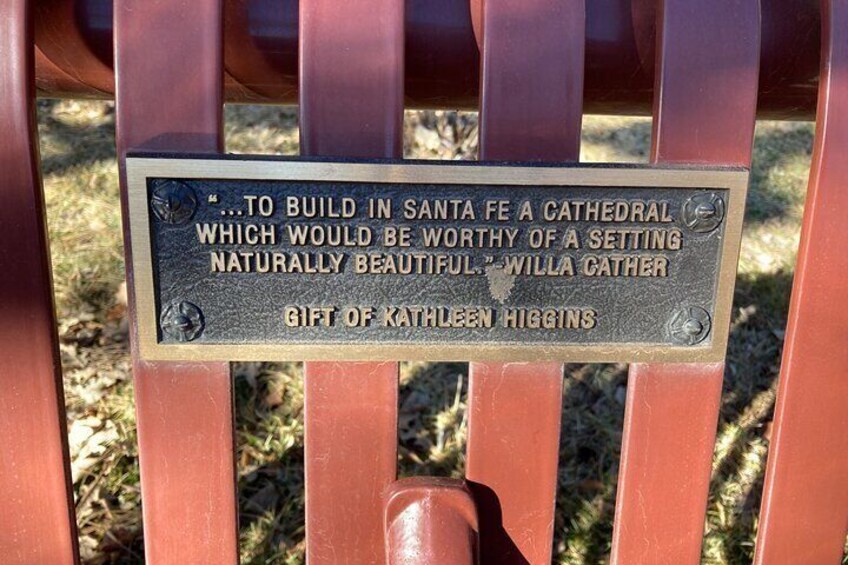 "...TO BUILD IN SANTA FE A CATHEDRAL
WHICH WOULD BE WORTHY OF A SETTING
NATURALLY BEAUTIFUL."-WILLA CATHER
GIFT OF KATHLEEN HIGGINS